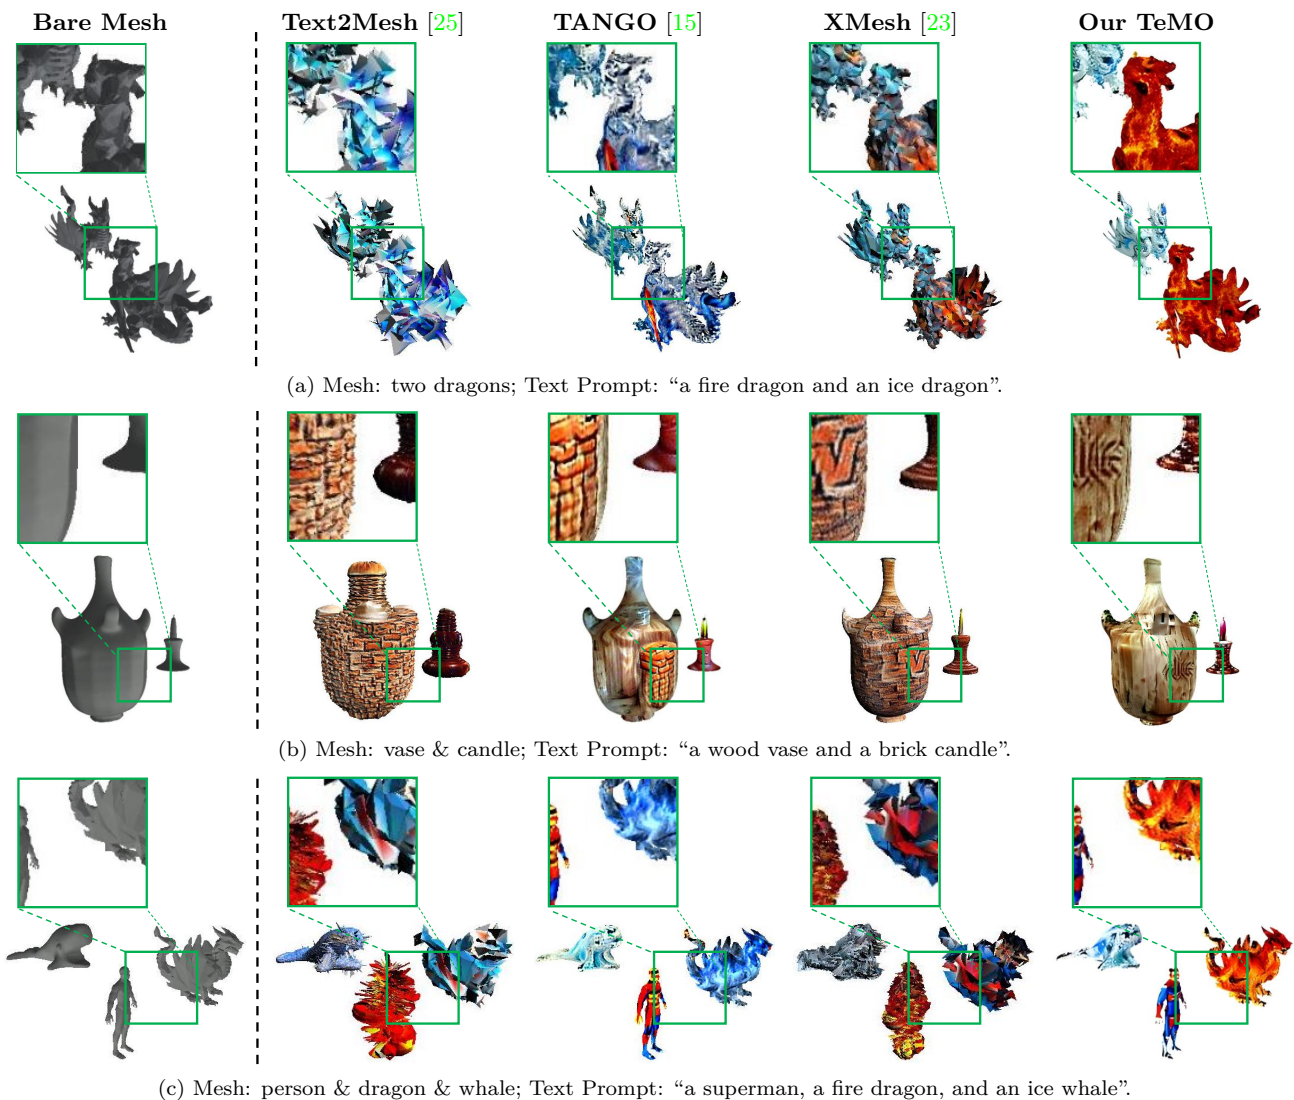 Bare Mesh Text2Mesh [25] TANGO [15] XMesh [23] Our TeMO
(a) Mesh: two dragons; Text Prompt: “a fire dragon and an ice dragon”.
(b) Mesh: vase & candle; Text Prompt: “a wood vase and a brick candle”.
(c) Mesh: person & dragon & whale; Text Prompt: “a superman, a fire dragon, and an ice whale”.